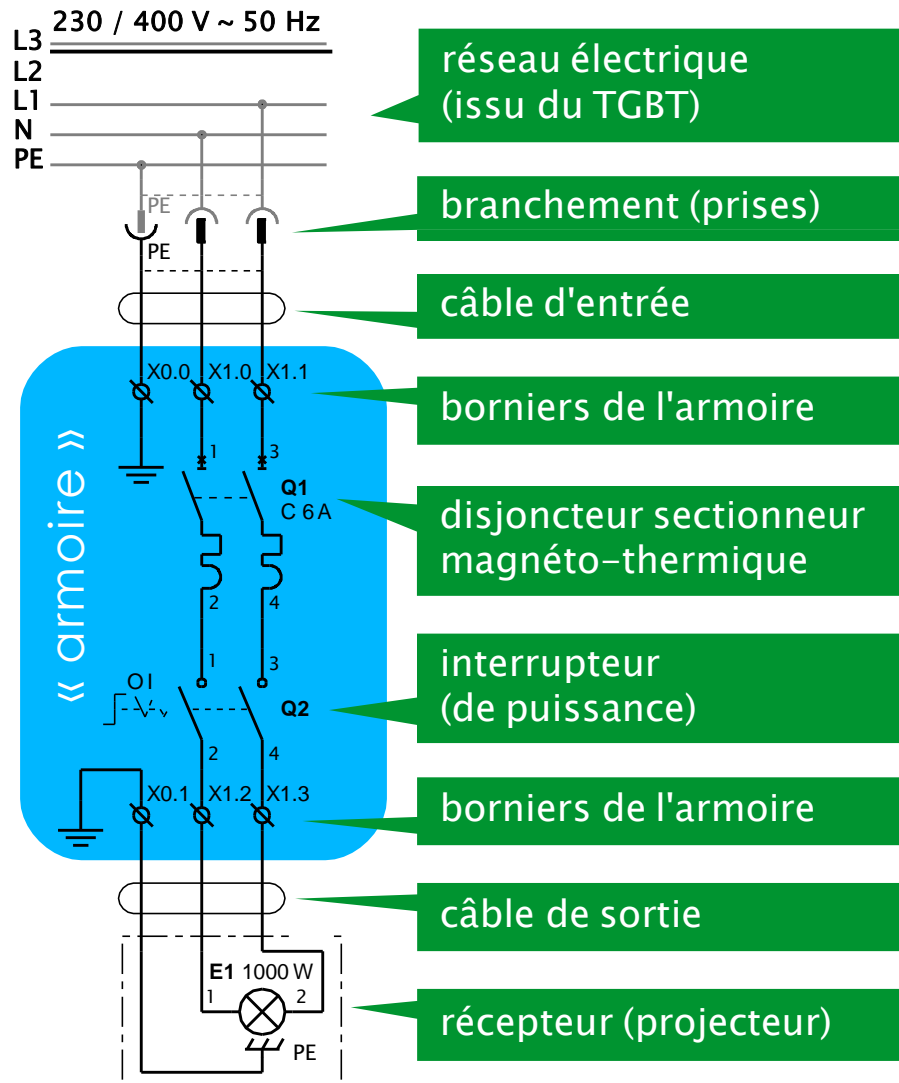 230 / 400 V ~ 50 Hz
L3
L2
L1
N
PE
réseau électrique
(issu du TGBT)
PE
PE
branchement (prises)
câble d'entrée
X0.0 X1.0 X1.1
borniers de l'armoire
« armoire »
1 3
Q1
C 6 A
disjoncteur sectionneur
magnéto-thermique
2 4
1 3
O I
Q2
interrupteur
(de puissance)
2 4
X0.1 X1.2 X1.3
borniers de l'armoire
câble de sortie
E1 1000 W
1 2
PE
récepteur (projecteur)